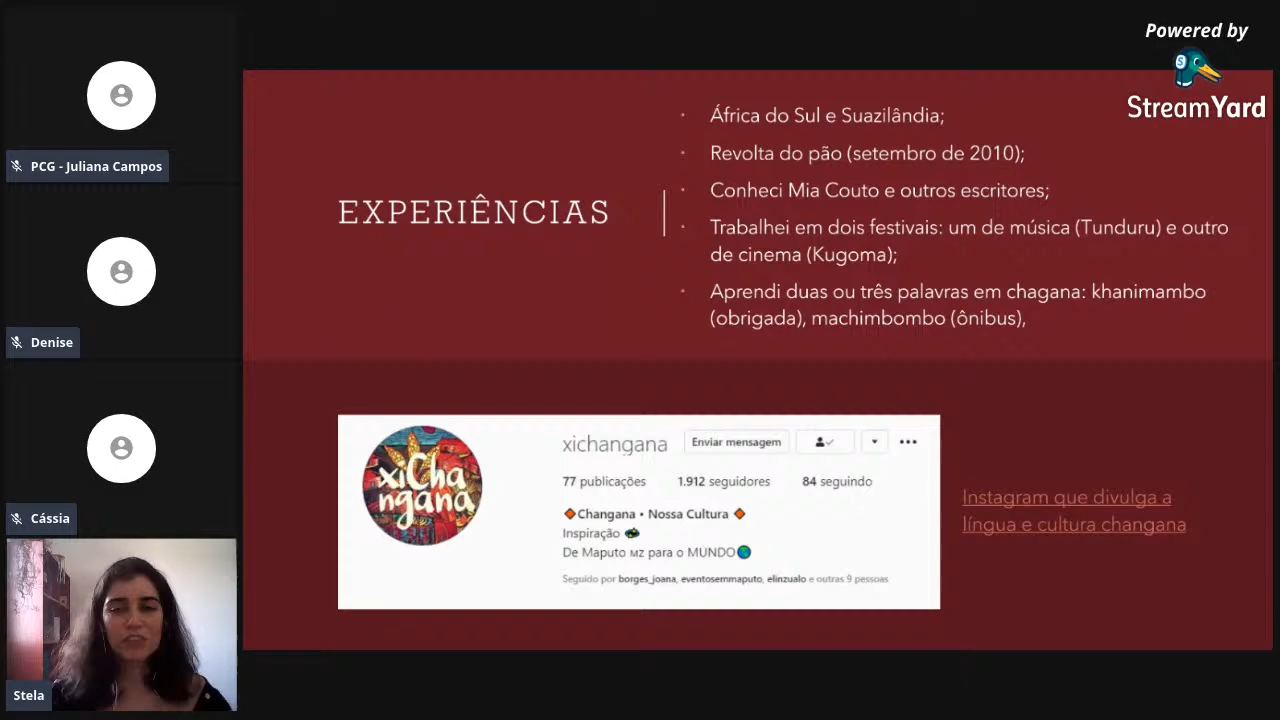 Powered by
StreamYard
PCG - Juliana Campos
Denise
Cássia
Stela
EXPERIÊNCIAS
África do Sul e Suazilândia;
Revolta do pão (setembro de 2010);
Conheci Mia Couto e outros escritores;
Trabalhei em dois festivais: um de música (Tunduru) e outro
de cinema (Kugoma);
Aprendi duas ou três palavras em chagana: khanimambo
(obrigada), machimbombo (ônibus),
xiCha
ngana
xichangana
Enviar mensagem
77 publicações 1.912 seguidores 84 seguindo
Changana • Nossa Cultura
Inspiração
De Maputo MZ para o MUNDO
Seguido por borges_joana, eventosemmaputo, elinzualo e outras 9 pessoas
Instagram que divulga a
língua e cultura changana